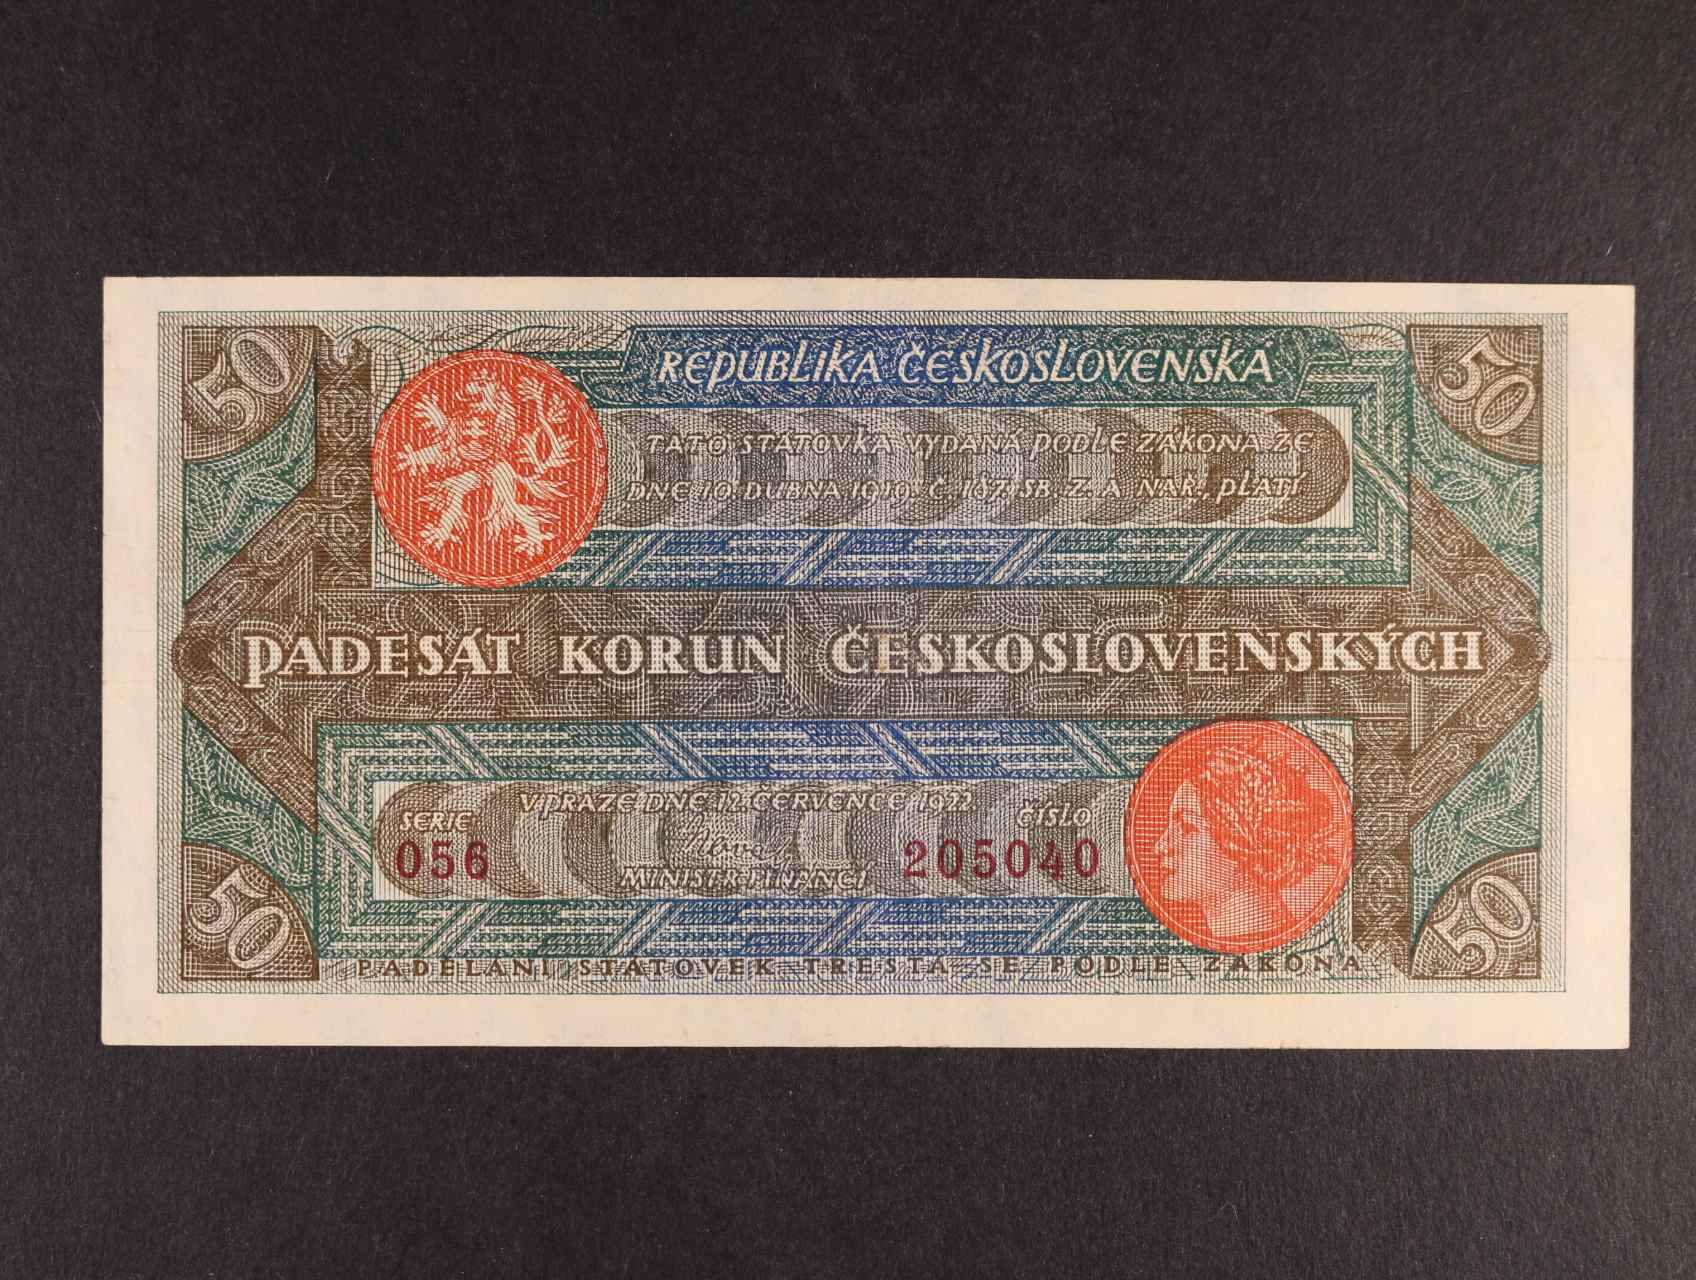 50
50
REPUBLIKA ČESKOSLOVENSKÁ
TATO STÁTOVKA VYDANÁ PODLE ZÁKONA ZE
DNE 10. DUBNA 1919. Č. 187. SB. Z. A NAŘ., PLATÍ
PADESÁT KORUN ČESKOSLOVENSKÝCH
V PRAZE DNE 12. ČERVENCE 1922
SERIE
ČÍSLO
056
Novák
205040
MINISTR FINANCÍ
50
50
PADĚLÁNÍ STÁTOVEK TRESTÁ SE PODLE ZÁKONA